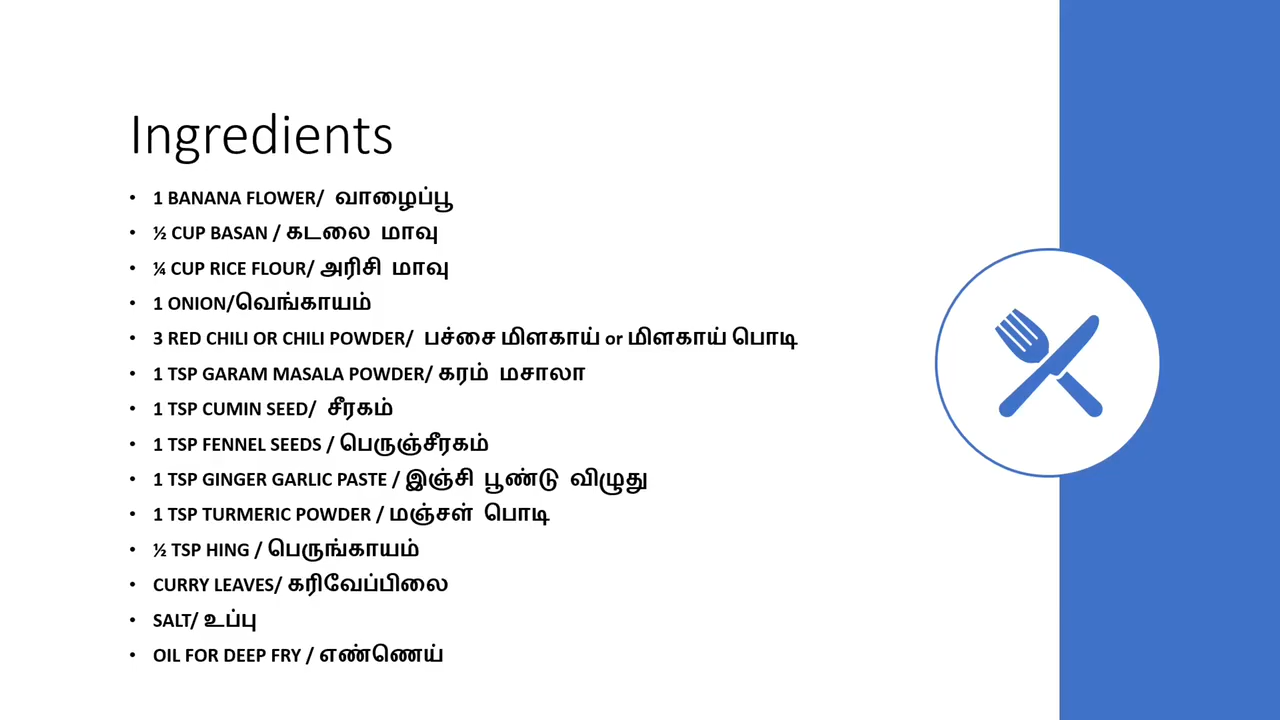 Ingredients
• 1 BANANA FLOWER/ வாழைப்பூ
• ½ CUP BASAN / கடலை மாவு
• ¼ CUP RICE FLOUR/ அரிசி மாவு
• 1 ONION/வெங்காயம்
• 3 RED CHILI OR CHILI POWDER/ பச்சை மிளகாய் or மிளகாய் பொடி
• 1 TSP GARAM MASALA POWDER/ கரம் மசாலா
• 1 TSP CUMIN SEED/ சீரகம்
• 1 TSP FENNEL SEEDS / பெருஞ்சீரகம்
• 1 TSP GINGER GARLIC PASTE / இஞ்சி பூண்டு விழுது
• 1 TSP TURMERIC POWDER / மஞ்சள் பொடி
• ½ TSP HING / பெருங்காயம்
• CURRY LEAVES/ கரிவேப்பிலை
• SALT/ உப்பு
• OIL FOR DEEP FRY / எண்ணெய்